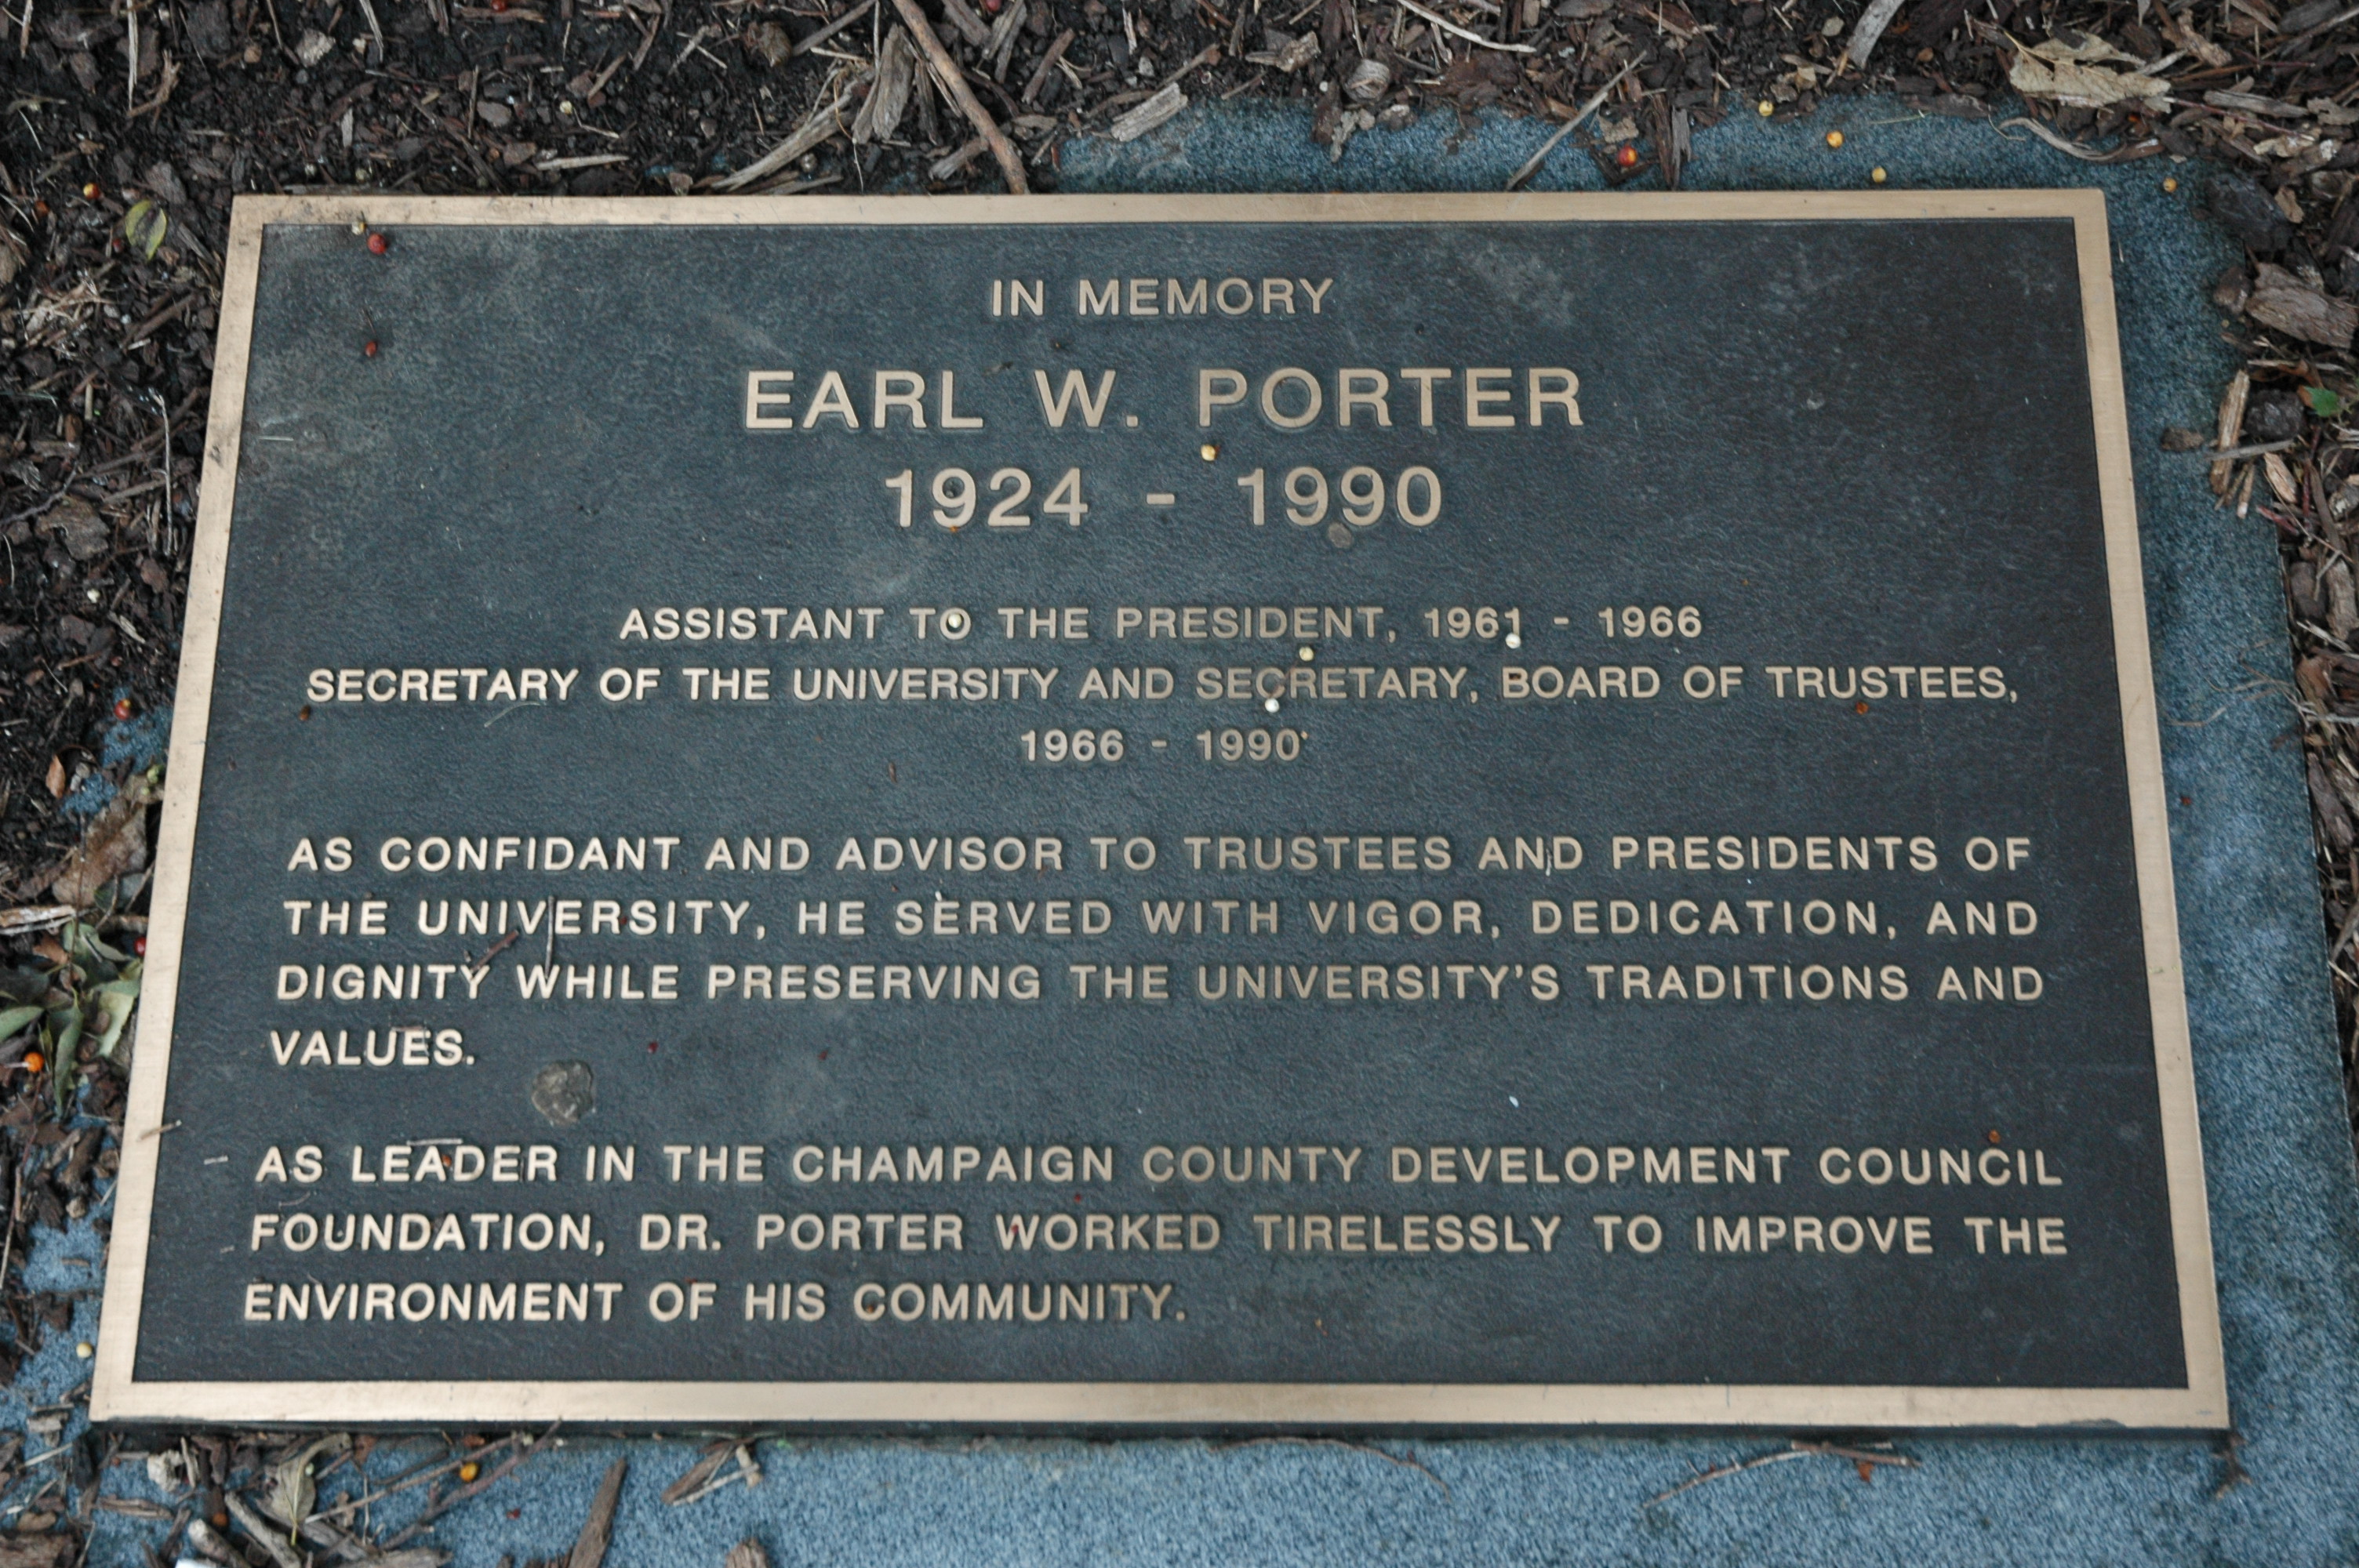 IN MEMORY
EARL W. PORTER
1924 - 1990
ASSISTANT TO THE PRESIDENT, 1961 - 1966
SECRETARY OF THE UNIVERSITY AND SECRETARY, BOARD OF TRUSTEES,
1966 - 1990
AS CONFIDANT AND ADVISOR TO TRUSTEES AND PRESIDENTS OF
THE UNIVERSITY, HE SERVED WITH VIGOR, DEDICATION, AND
DIGNITY WHILE PRESERVING THE UNIVERSITY'S TRADITIONS AND
VALUES.
AS LEADER IN THE CHAMPAIGN COUNTY DEVELOPMENT COUNCIL
FOUNDATION, DR. PORTER WORKED TIRELESSLY TO IMPROVE THE
ENVIRONMENT OF HIS COMMUNITY.